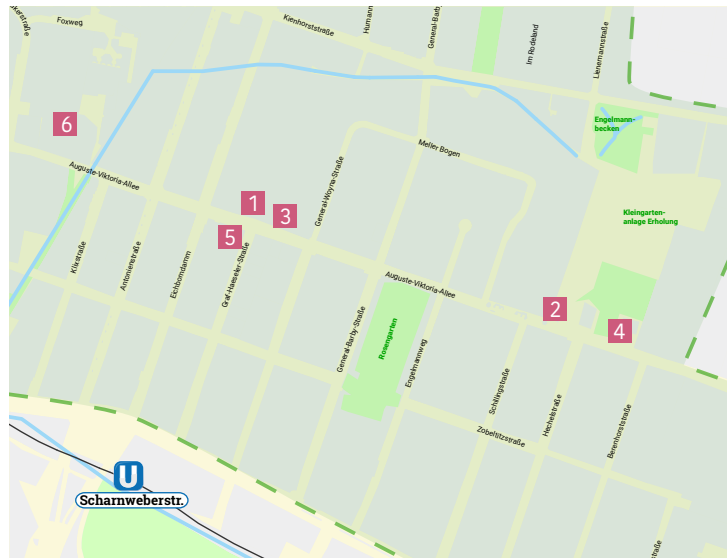 Foxweg
Kienhorststraße
General-Barby-
Im Rodeland
Lienemannstraße
6
Engelmann-
becken
Meller Bogen
Auguste-Viktoria-Allee
General-Woyna-Straße
1
3
5
Kleingarten-
anlage Erholung
Klixstraße
Antonienstraße
Eichborndamm
Graf-Haeseler-Straße
Auguste-Viktoria-Allee
2
4
General-Barby-Straße
Rosengarten
Engelmannweg
Schillingstraße
Hechelstraße
Berenhorststraße
Zobeltitzstraße
U
Scharnweberstr.